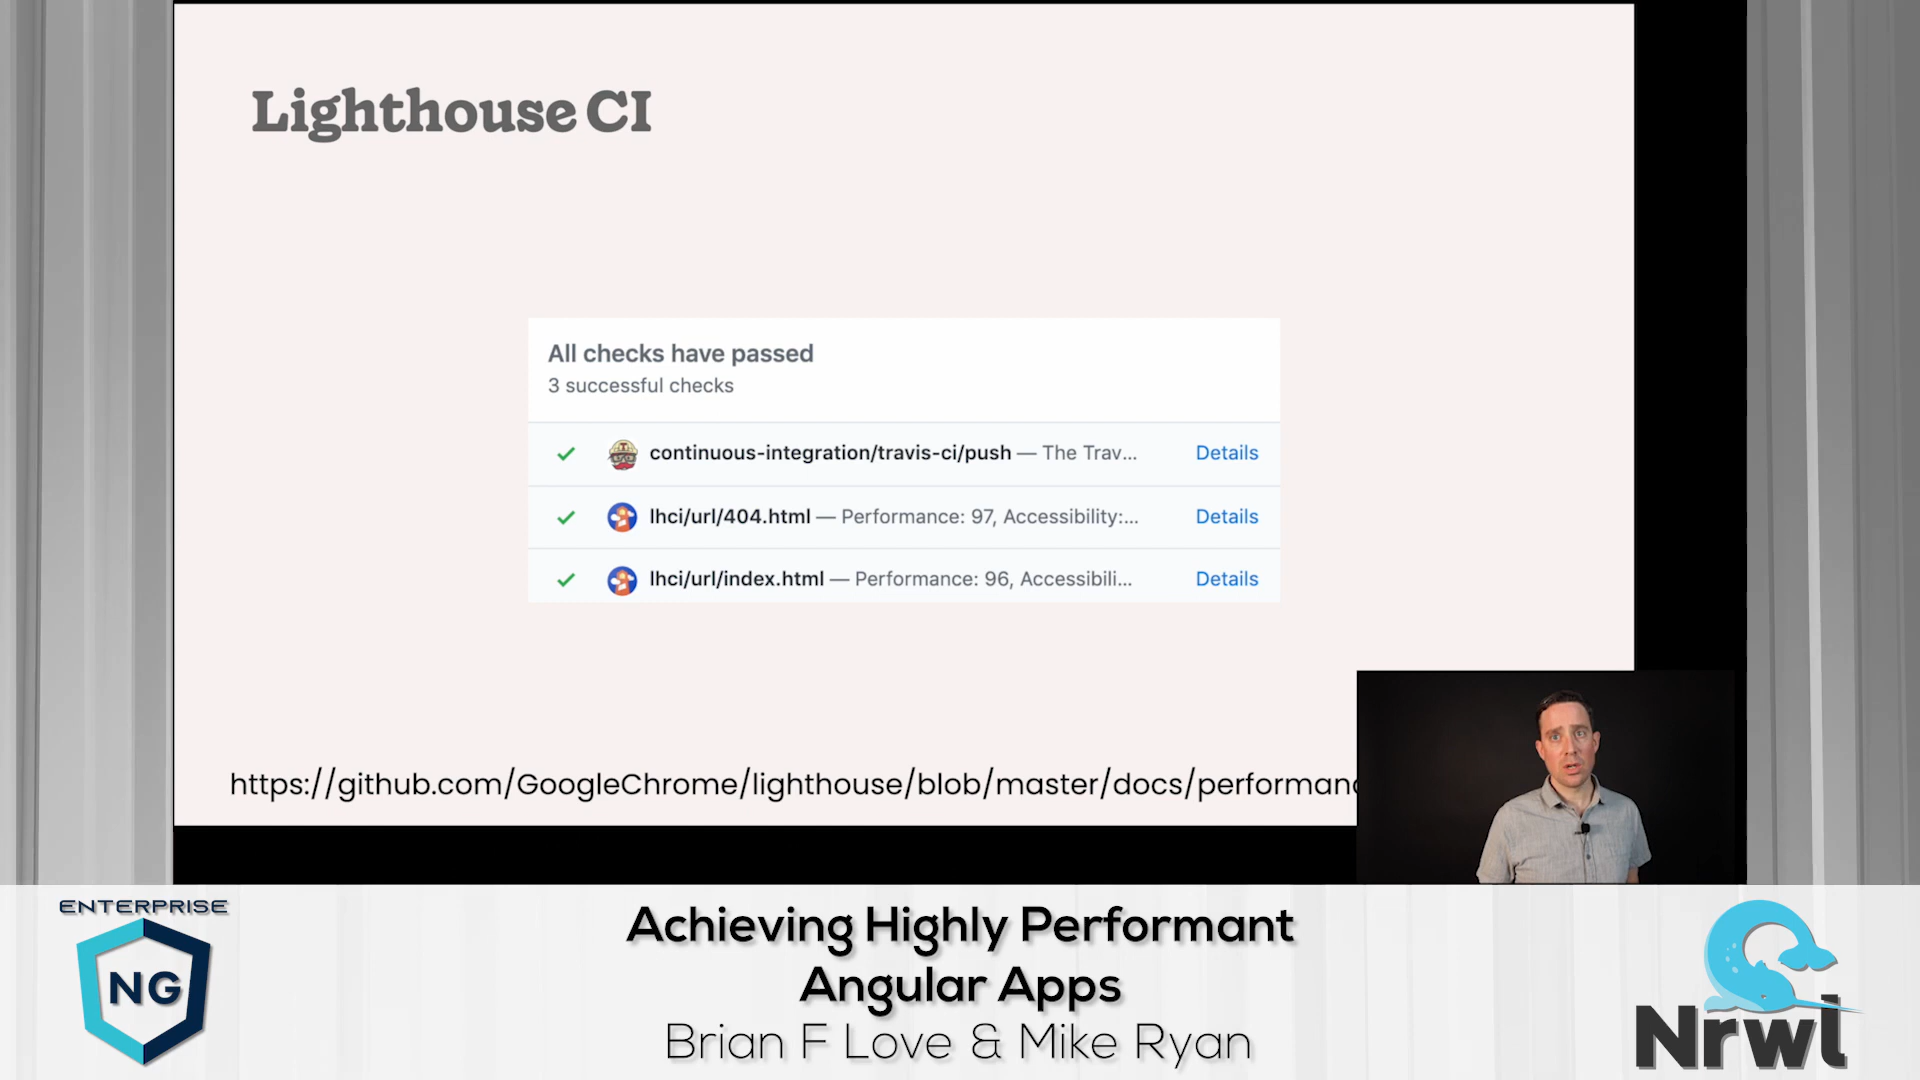 Lighthouse CI
All checks have passed
3 successful checks
continuous-integration/travis-ci/push — The Trav... Details
lhci/url/404.html — Performance: 97, Accessibility:... Details
lhci/url/index.html — Performance: 96, Accessibili... Details
https://github.com/GoogleChrome/lighthouse/blob/master/docs/performanc
ENTERPRISE
NG
Achieving Highly Performant
Angular Apps
Brian F Love & Mike Ryan
Nrwl